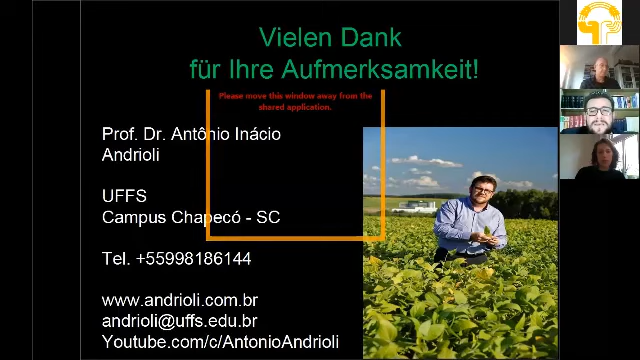 Vielen Dank
für Ihre Aufmerksamkeit!
Please move this window away from the
shared application.
Prof. Dr. Antônio Inácio
Andrioli
UFFS
Campus Chapecó - SC
Tel. +55998186144
www.andrioli.com.br
andrioli@uffs.edu.br
Youtube.com/c/AntonioAndrioli